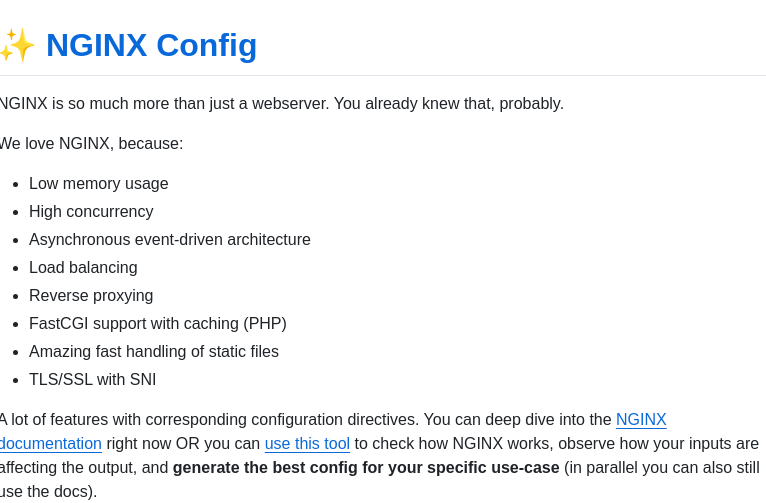 ✨ NGINX Config
NGINX is so much more than just a webserver. You already knew that, probably.
We love NGINX, because:
• Low memory usage
• High concurrency
• Asynchronous event-driven architecture
• Load balancing
• Reverse proxying
• FastCGI support with caching (PHP)
• Amazing fast handling of static files
• TLS/SSL with SNI
A lot of features with corresponding configuration directives. You can deep dive into the NGINX
documentation right now OR you can use this tool to check how NGINX works, observe how your inputs are
affecting the output, and generate the best config for your specific use-case (in parallel you can also still
use the docs).